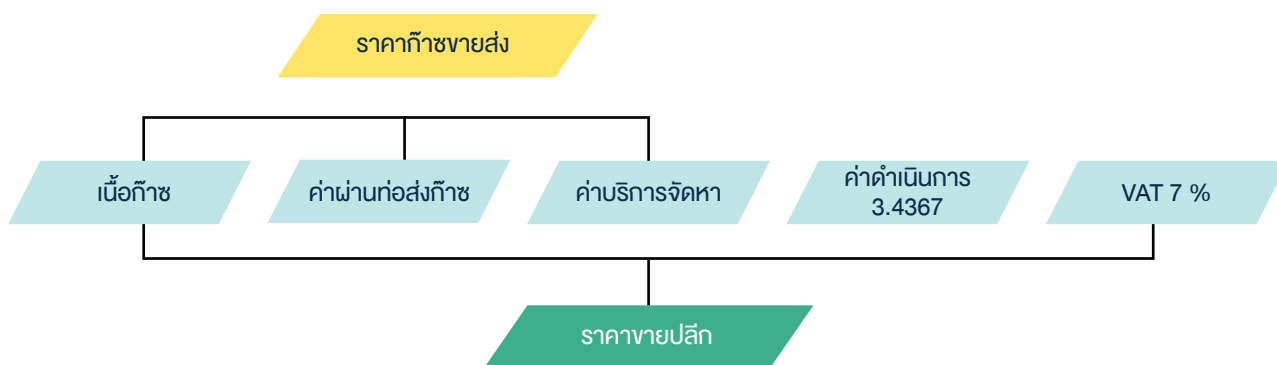 ราคาก๊าซขายส่ง
เนื้อก๊าซ
ค่าผ่านท่อส่งก๊าซ
ค่าบริการจัดหา
ค่าดำเนินการ
3.4367
VAT 7 %
ราคาขายปลีก